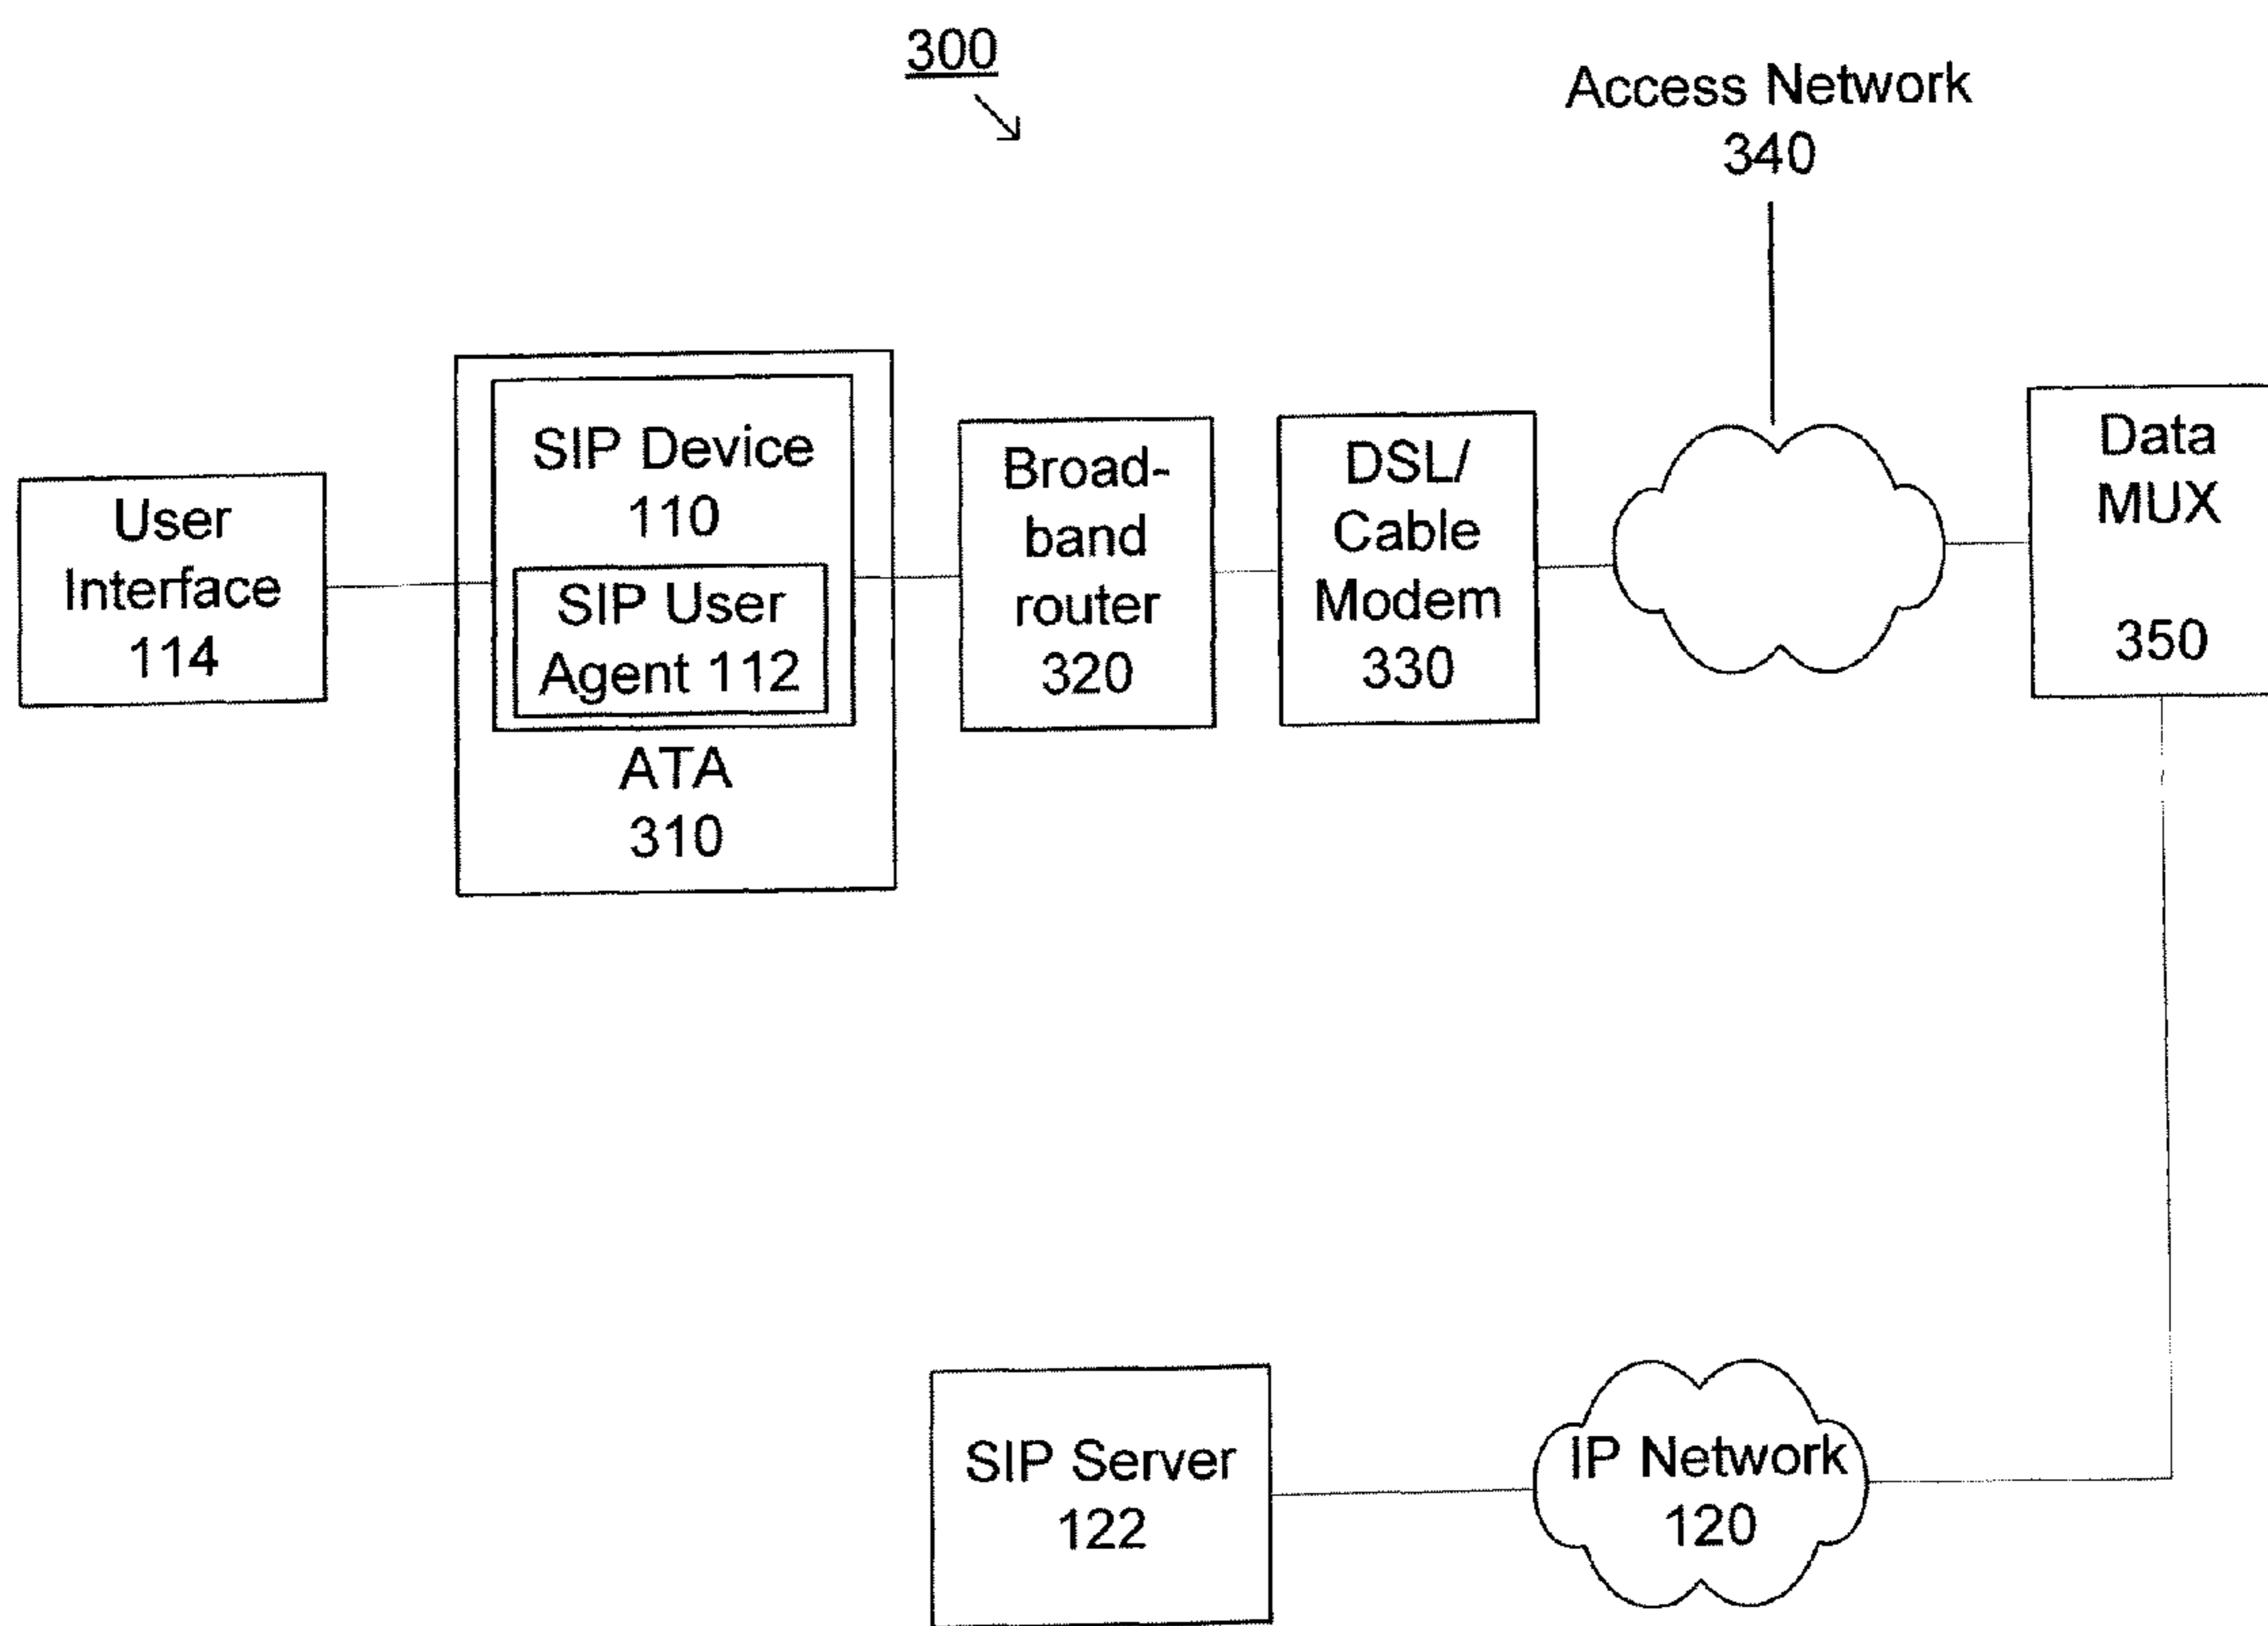 300
Access Network
340
User
Interface
114
SIP Device
110
SIP User
Agent 112
ATA
310
Broad-
band
router
320
DSL/
Cable
Modem
330
Data
MUX
350
SIP Server
122
IP Network
120